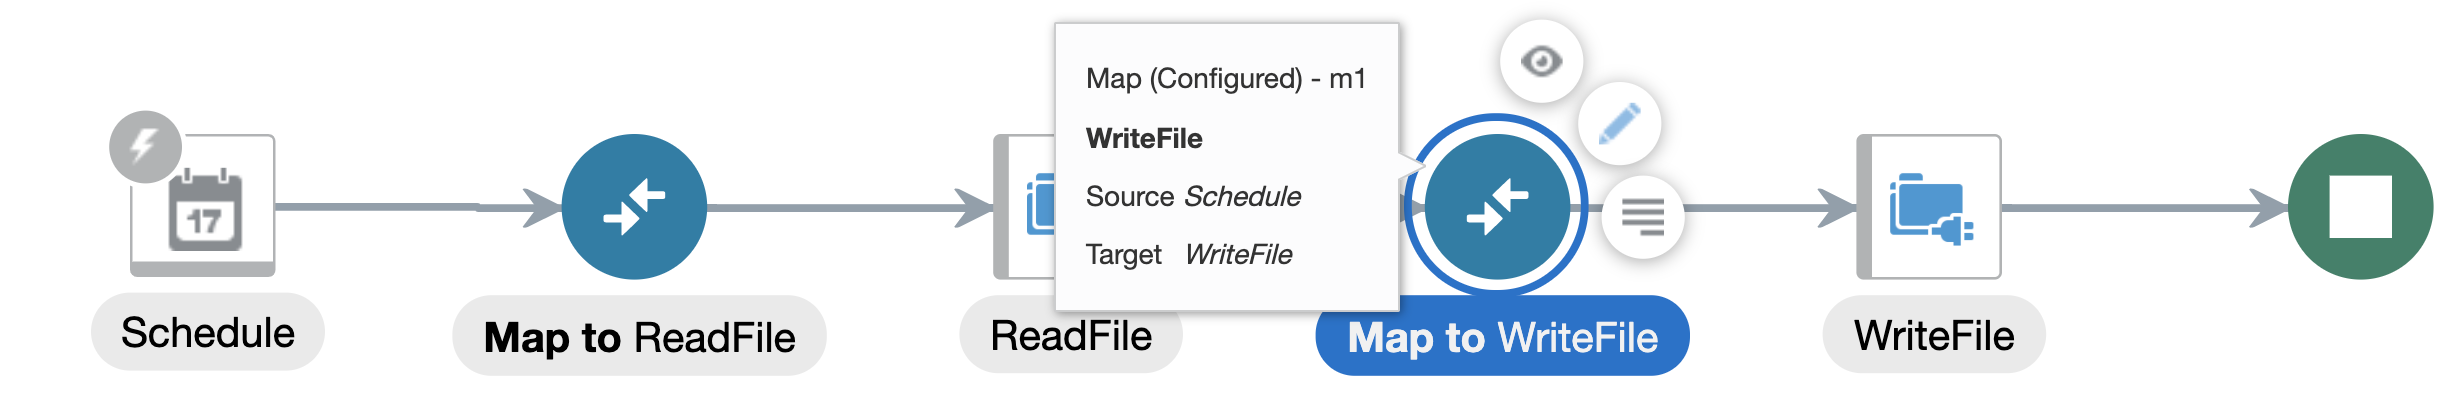 Map (Configured) - m1
WriteFile
Source Schedule
Target WriteFile
17
Schedule
Map to ReadFile
ReadFile
Map to WriteFile
WriteFile